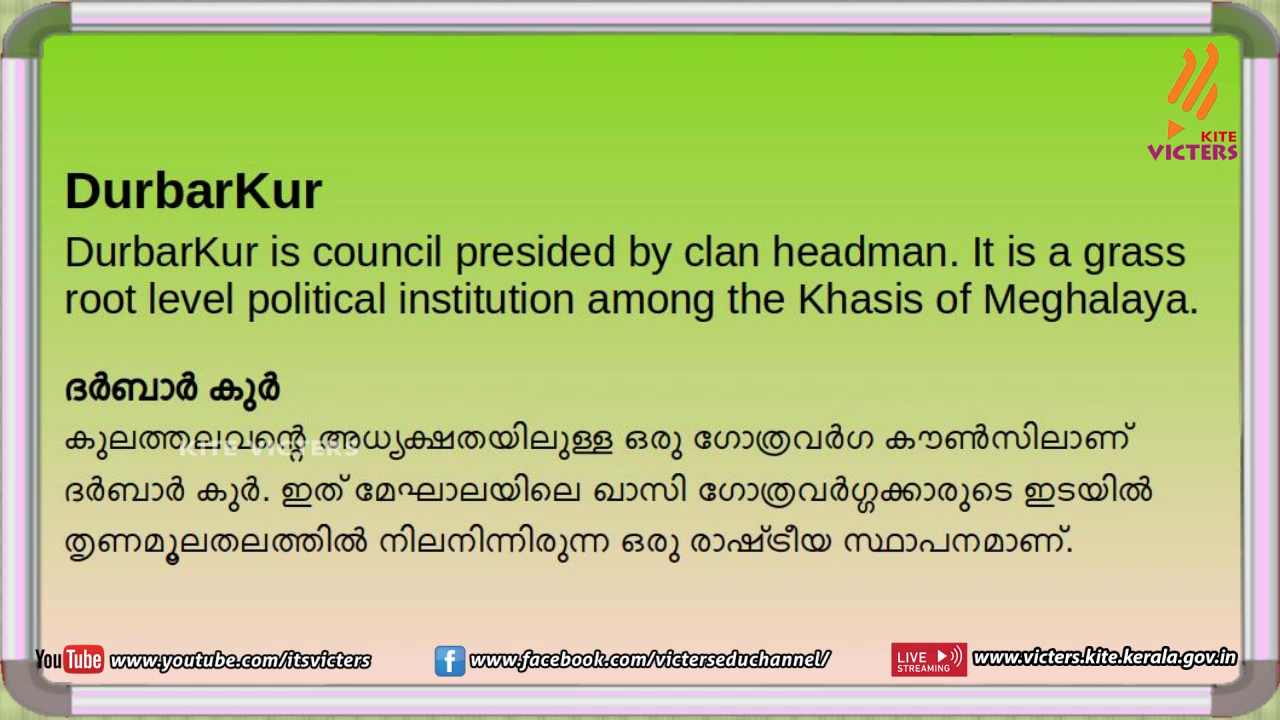 KITE
VICTERS
DurbarKur
DurbarKur is council presided by clan headman. It is a grass
root level political institution among the Khasis of Meghalaya.
ദർബാർ കുർ
കുലത്തലവന്റെ അധ്യക്ഷതയിലുള്ള ഒരു ഗോത്രവർഗ കൗൺസിലാണ്
KITE VICTERS
ദർബാർ കുർ. ഇത് മേഘാലയിലെ ഖാസി ഗോത്രവർഗ്ഗക്കാരുടെ ഇടയിൽ
തൃണമൂലതലത്തിൽ നിലനിന്നിരുന്ന ഒരു രാഷ്ട്രീയ സ്ഥാപനമാണ്.
YouTube www.youtube.com/itsvicters f www.facebook.com/victerseduchannel/ LIVE STREAMING www.victers.kite.kerala.gov.in